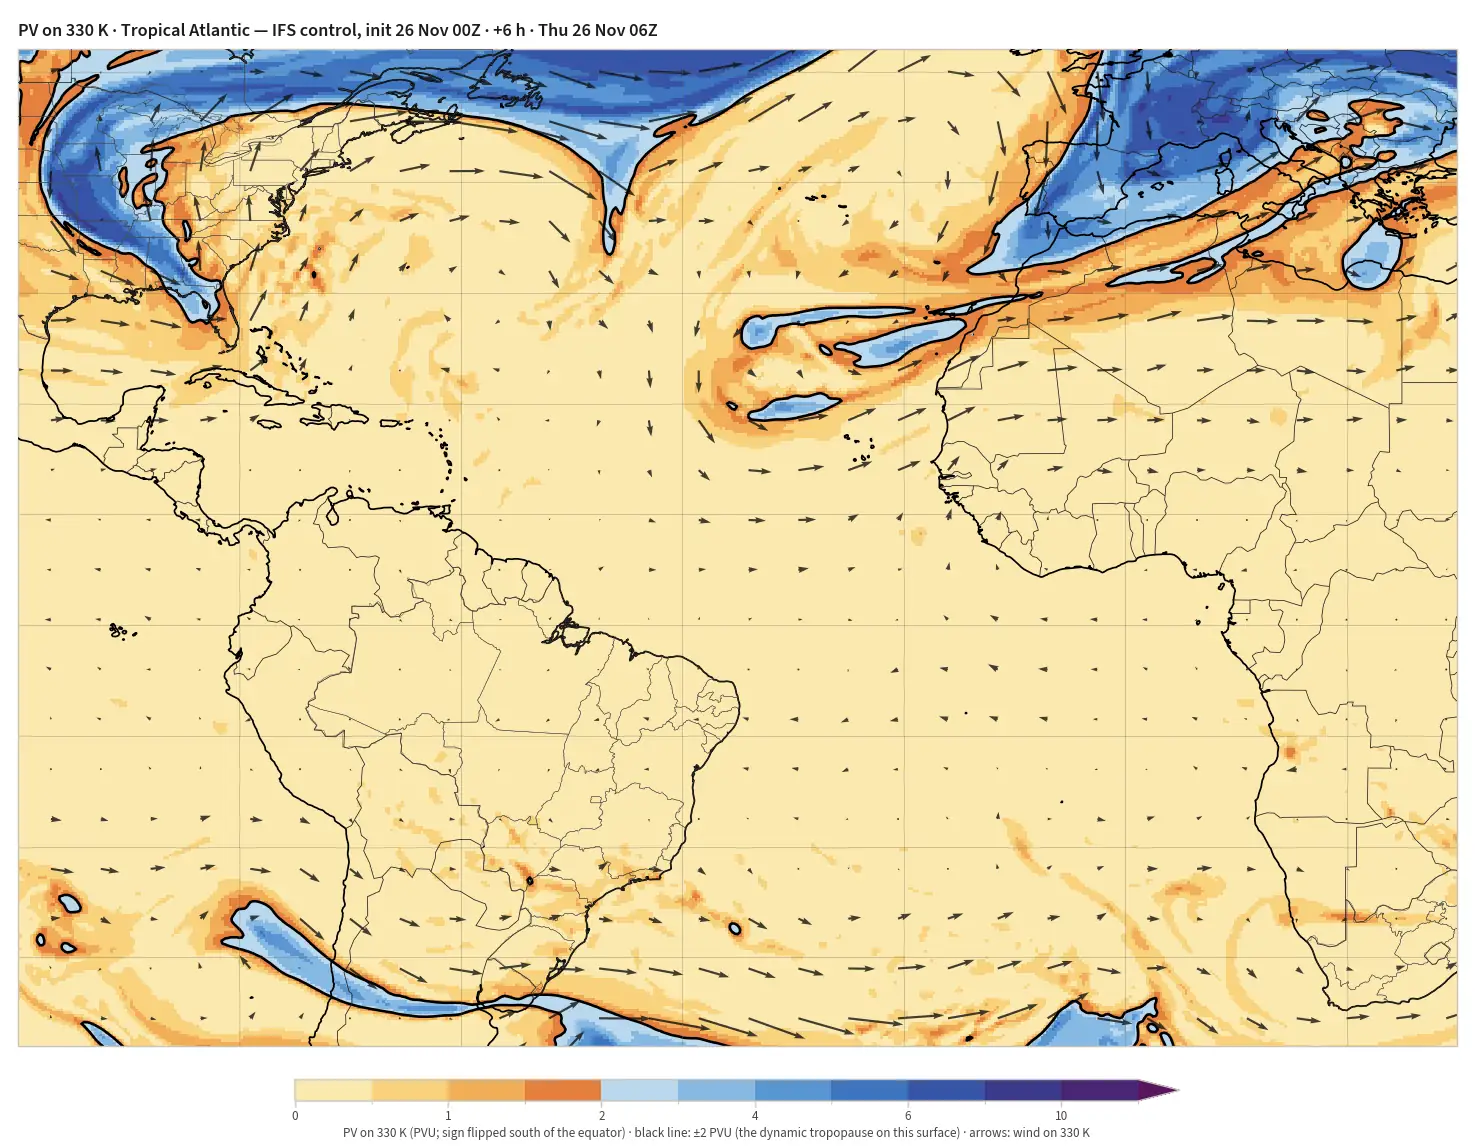 PV on 330 K · Tropical Atlantic — IFS control, init 26 Nov 00Z · +6 h · Thu 26 Nov 06Z
0 1 2 4 6 10
PV on 330 K (PVU; sign flipped south of the equator) · black line: ±2 PVU (the dynamic tropopause on this surface) · arrows: wind on 330 K